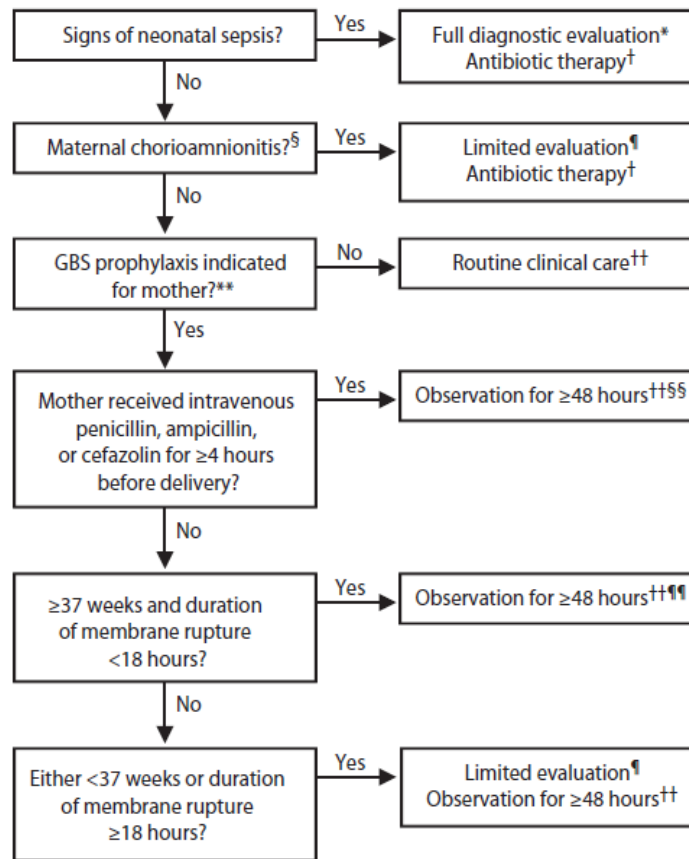 Signs of neonatal sepsis?
Yes
Full diagnostic evaluation*
Antibiotic therapy†
No
Maternal chorioamnionitis?§
Yes
Limited evaluation¶
Antibiotic therapy†
No
GBS prophylaxis indicated
for mother?**
No
Routine clinical care††
Yes
Mother received intravenous
penicillin, ampicillin,
or cefazolin for ≥4 hours
before delivery?
Yes
Observation for ≥48 hours††§§
No
≥37 weeks and duration
of membrane rupture
<18 hours?
Yes
Observation for ≥48 hours††¶¶
No
Either <37 weeks or duration
of membrane rupture
≥18 hours?
Yes
Limited evaluation¶
Observation for ≥48 hours††